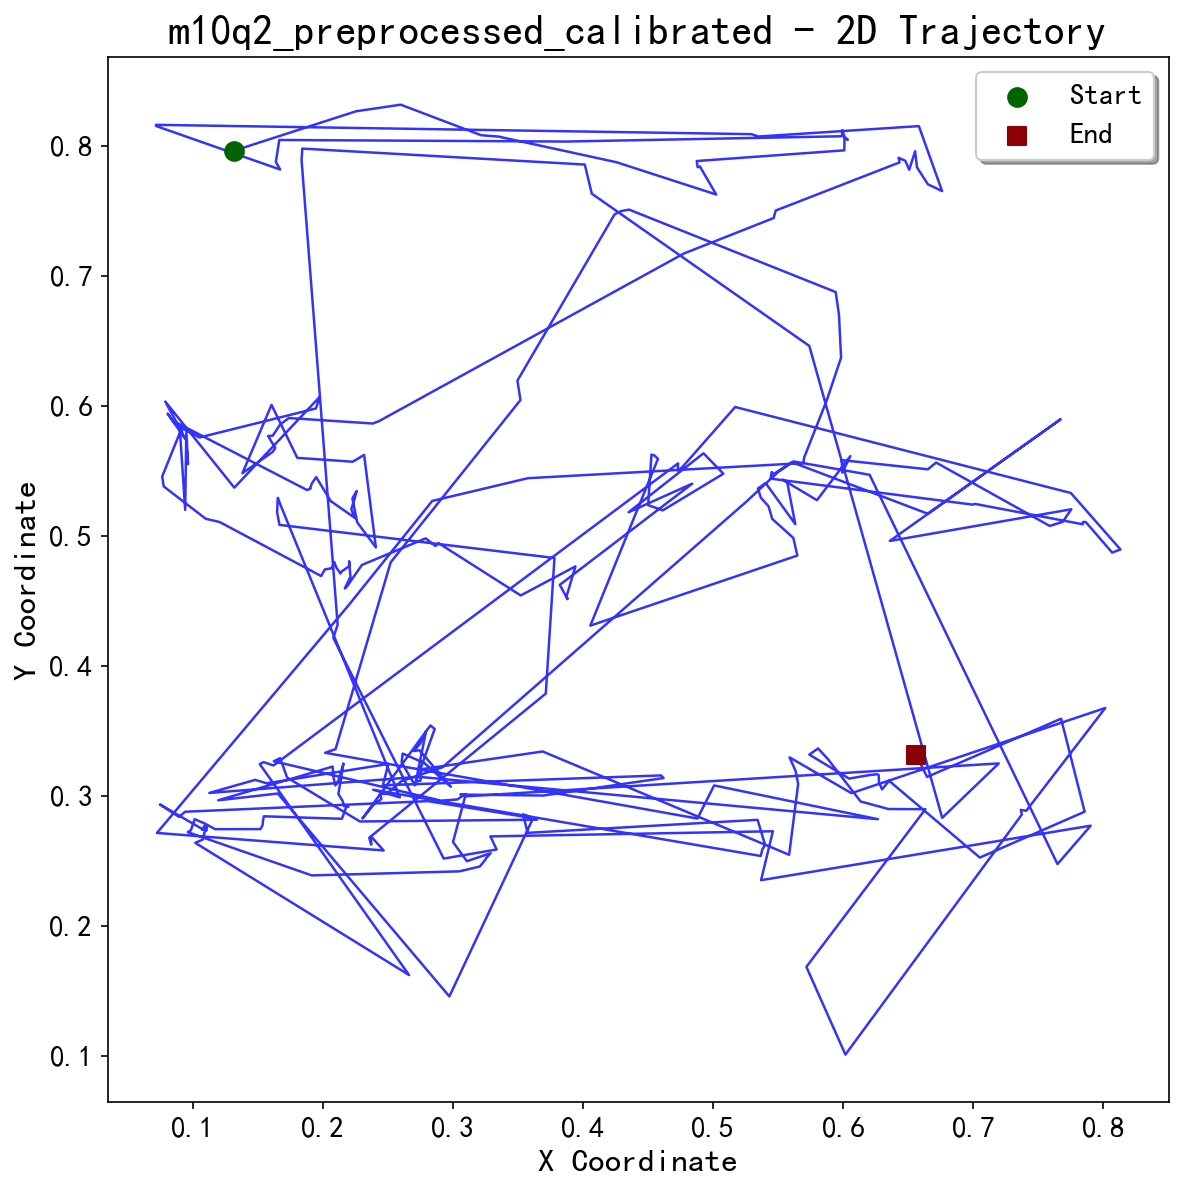 m10q2_preprocessed_calibrated - 2D Trajectory
Start
End
0.8
0.7
0.6
0.5
0.4
0.3
0.2
0.1
Y Coordinate
0.1 0.2 0.3 0.4 0.5 0.6 0.7 0.8
X Coordinate